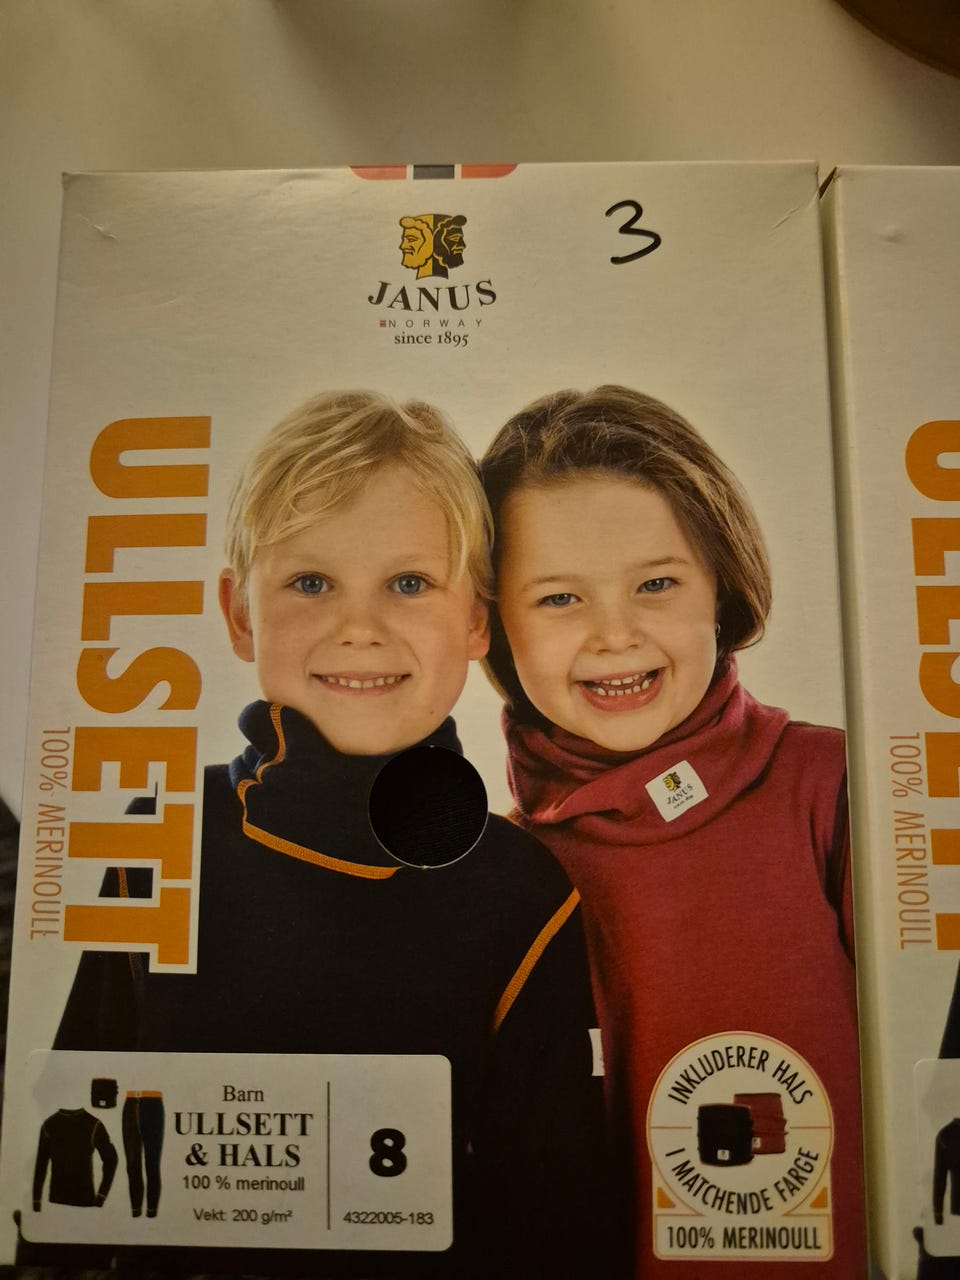 3
JANUS
NORWAY
since 1895
ULLSETT
100% MERINOULL
JANUS
Barn
ULLSETT
& HALS
100 % merinoull
Vekt: 200 g/m²
8
4322005-183
INKLUDERER HALS
I MATCHENDE FARGE
100% MERINOULL
100% MERINOULL